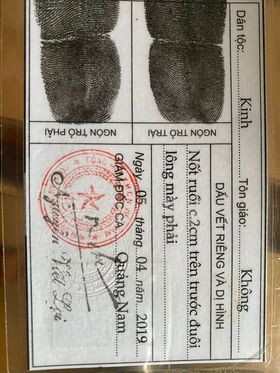 Dân tộc: Kinh Tôn giáo: Không
NGÓN TRỎ TRÁI
NGÓN TRỎ PHẢI
DẤU VẾT RIÊNG VÀ DỊ HÌNH
Nốt ruồi c.2cm trên trước đuôi
lông mày phải
Ngày 05 tháng 04 năm 2019
GIÁM ĐỐC CA Quảng Nam